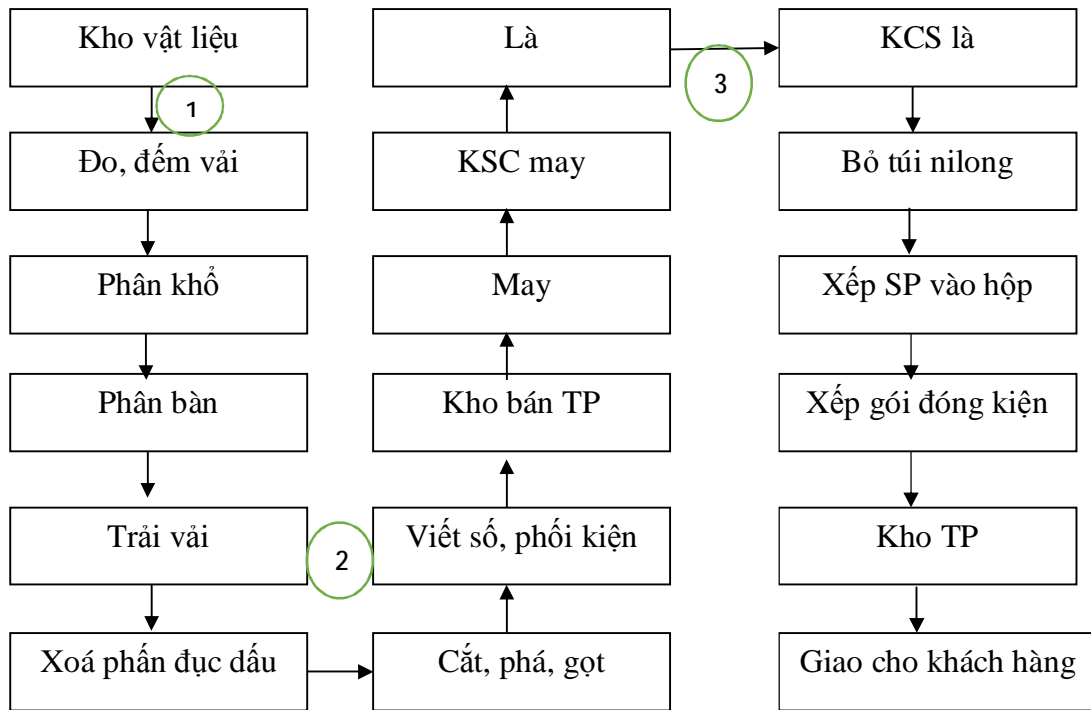 Kho vật liệu
1
Đo, đếm vải
Phân khổ
Phân bàn
Trải vải
2
Xoá phấn đục dấu
Cắt, phá, gọt
Viết số, phối kiện
Kho bán TP
May
KSC may
Là
3
KCS là
Bỏ túi nilong
Xếp SP vào hộp
Xếp gói đóng kiện
Kho TP
Giao cho khách hàng